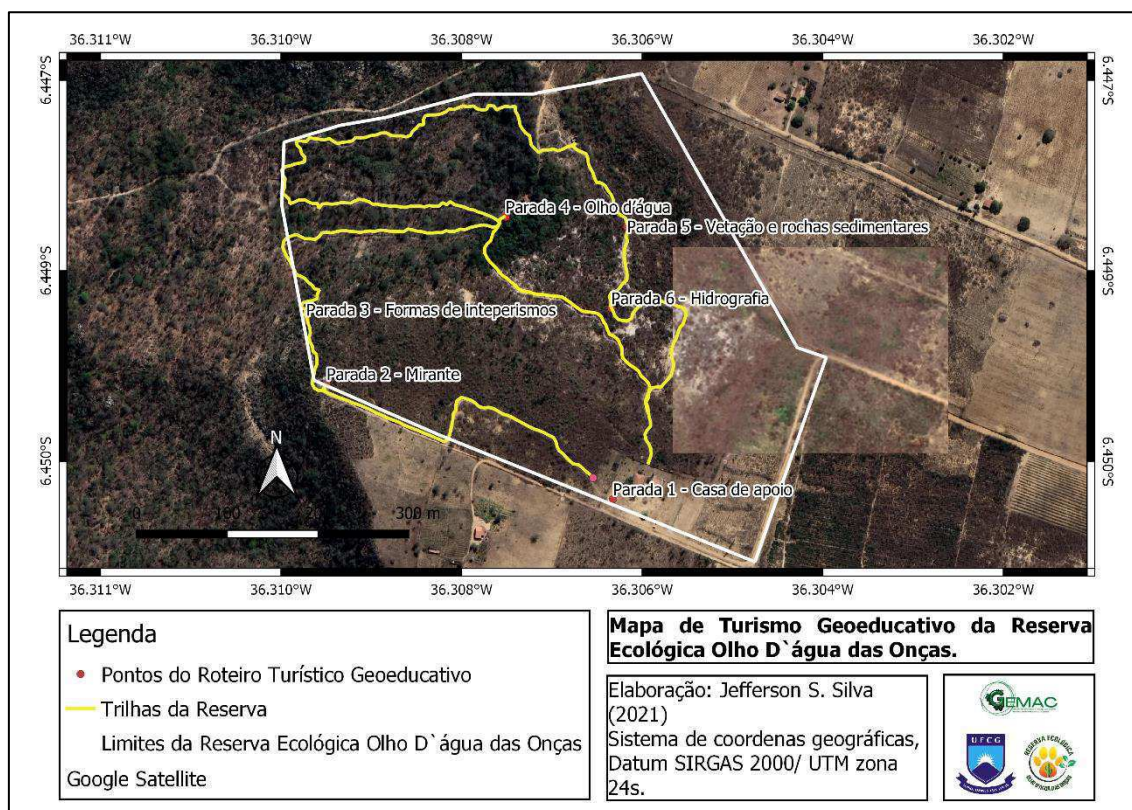 36.311°W 36.310°W 36.308°W 36.306°W 36.304°W 36.302°W
6.447°S 6.447°S
Parada 4 - Olho d'água
Parada 5 - Vetação e rochas sedimentares
6.449°S 6.449°S
Parada 6 - Hidrografia
Parada 3 - Formas de inteperismos
Parada 2 - Mirante
N
6.450°S 6.450°S
Parada 1 - Casa de apoio
0 300 m
36.311°W 36.310°W 36.308°W 36.306°W 36.304°W 36.302°W
Legenda
Pontos do Roteiro Turístico Geoeducativo
Trilhas da Reserva
Limites da Reserva Ecológica Olho D`água das Onças
Google Satellite
Mapa de Turismo Geoeducativo da Reserva
Ecológica Olho D`água das Onças.
Elaboração: Jefferson S. Silva
(2021)
Sistema de coordenas geográficas,
Datum SIRGAS 2000/ UTM zona
24s.
GEMAC
UFCG
RESERVA ECOLÓGICA